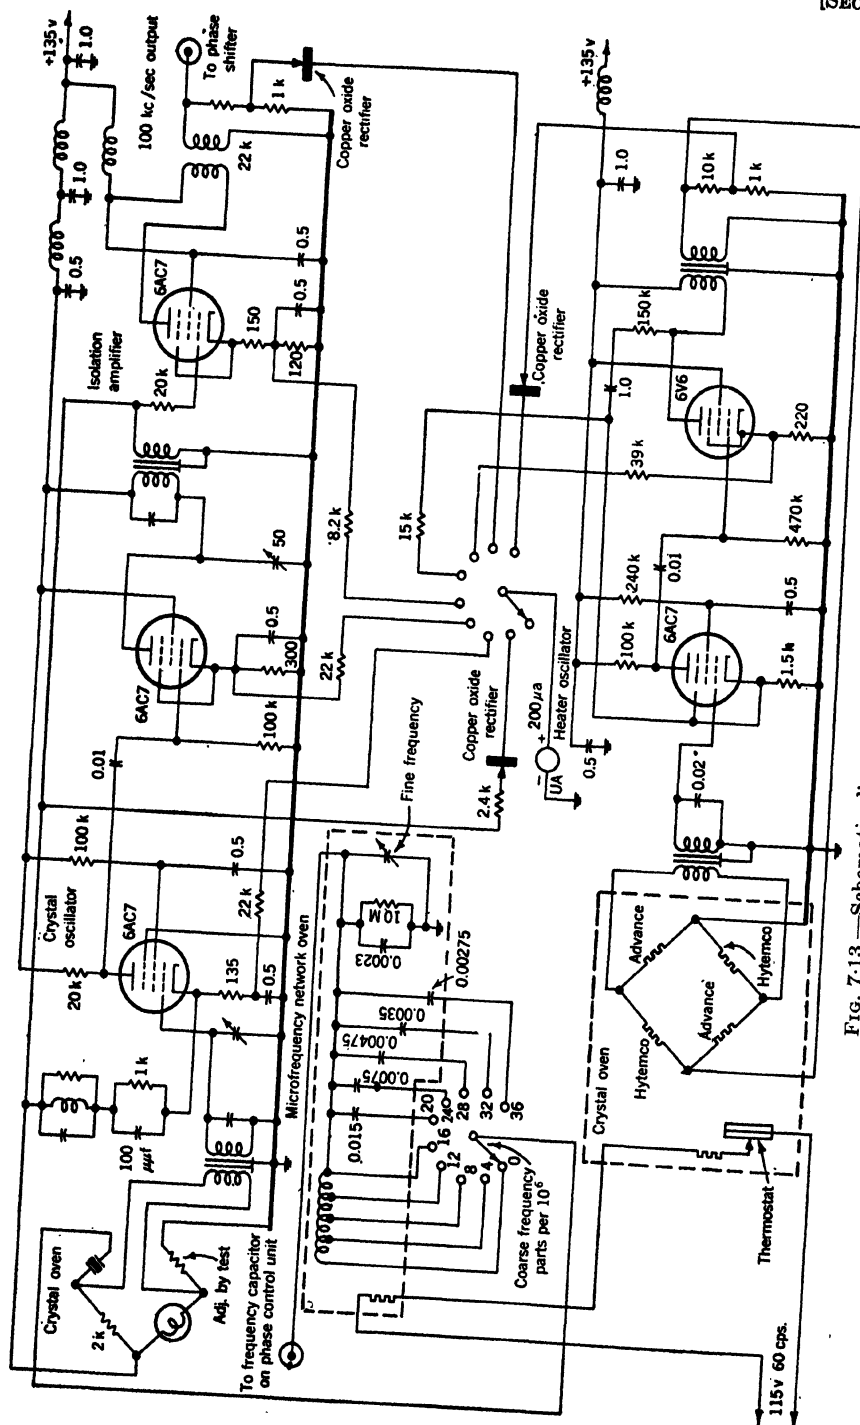 [SEC
+135v
1.0
1.0
0.5
100 kc/sec output
To phase
shifter
1 k
22 k
Copper oxide
rectifier
6AC7
Isolation
amplifier
20 k
150
0.5
0.5
120
8.2 k
50
6AC7
300
0.5
22 k
100 k
0.01
100 k
Crystal
oscillator
6AC7
20 k
135
0.5
0.5
22 k
1 k
100
μμf
Crystal oven
2 k
Adj. by test
To frequency capacitor
on phase control unit
Microfrequency network oven
Fine frequency
10 M
0.0023
0.00275
0.0035
0.00475
0.0075
0.015
0
4
8
12
16
20
24
28
32
36
Coarse frequency
parts per 10⁶
2.4 k
Copper oxide
rectifier
15 k
- + 200 μa
UA
Heater oscillator
Copper oxide
rectifier
39 k
+135 v
1.0
10 k
1 k
150 k
1.0
6V6
220
470 k
0.01
240 k
100 k
6AC7
0.5
1.5 k
0.5
0.02
Crystal oven
Advance
Hytemco
Hytemco
Advance
Thermostat
115 v 60 cps.
FIG. 7·13.—Schematic